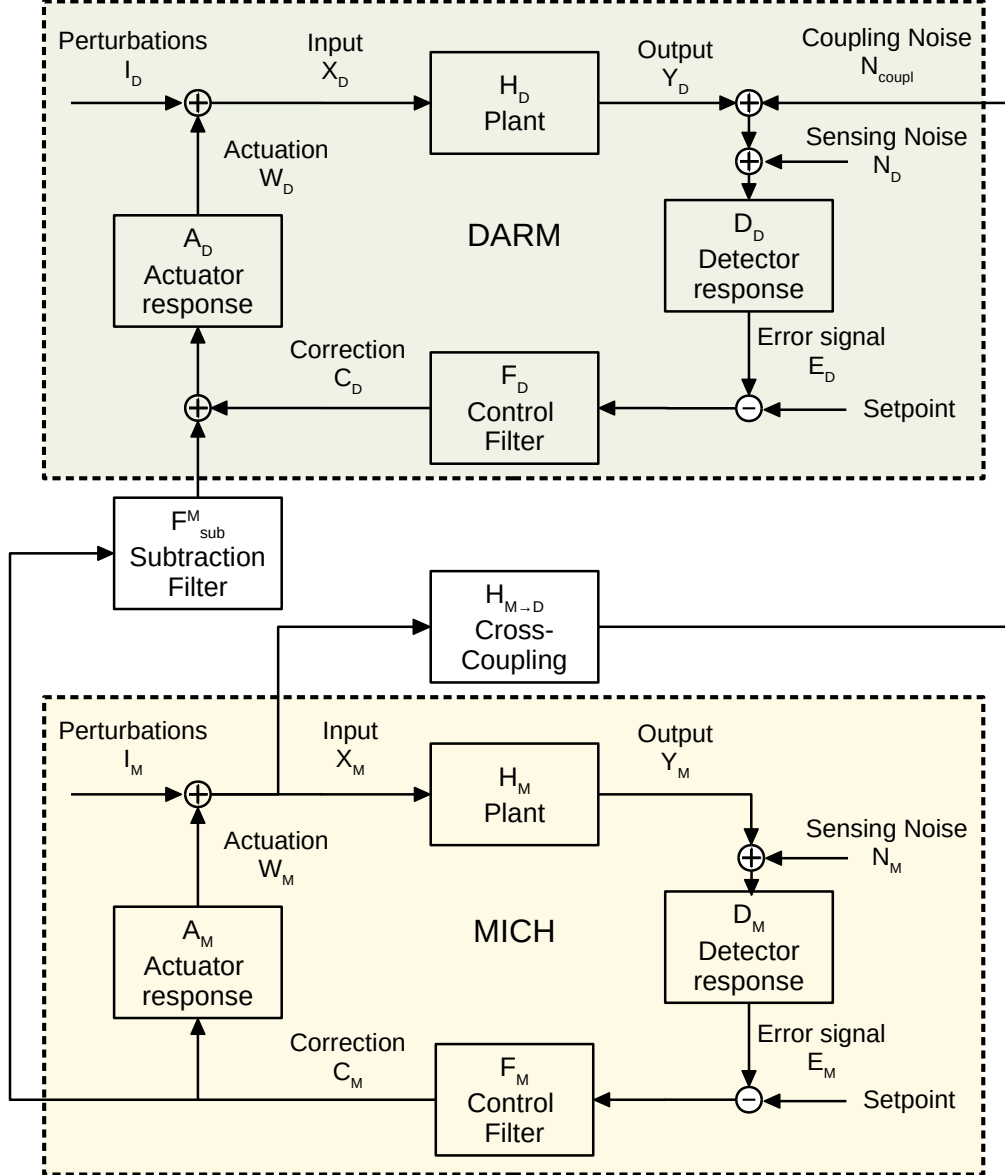 Perturbations
I_D
Input
X_D
H_D
Plant
Output
Y_D
Coupling Noise
N_coupl
Sensing Noise
N_D
Actuation
W_D
A_D
Actuator
response
DARM
D_D
Detector
response
Error signal
E_D
Correction
C_D
F_D
Control
Filter
Setpoint
F^M_sub
Subtraction
Filter
H_M→D
Cross-
Coupling
Perturbations
I_M
Input
X_M
H_M
Plant
Output
Y_M
Sensing Noise
N_M
Actuation
W_M
A_M
Actuator
response
MICH
D_M
Detector
response
Error signal
E_M
Correction
C_M
F_M
Control
Filter
Setpoint